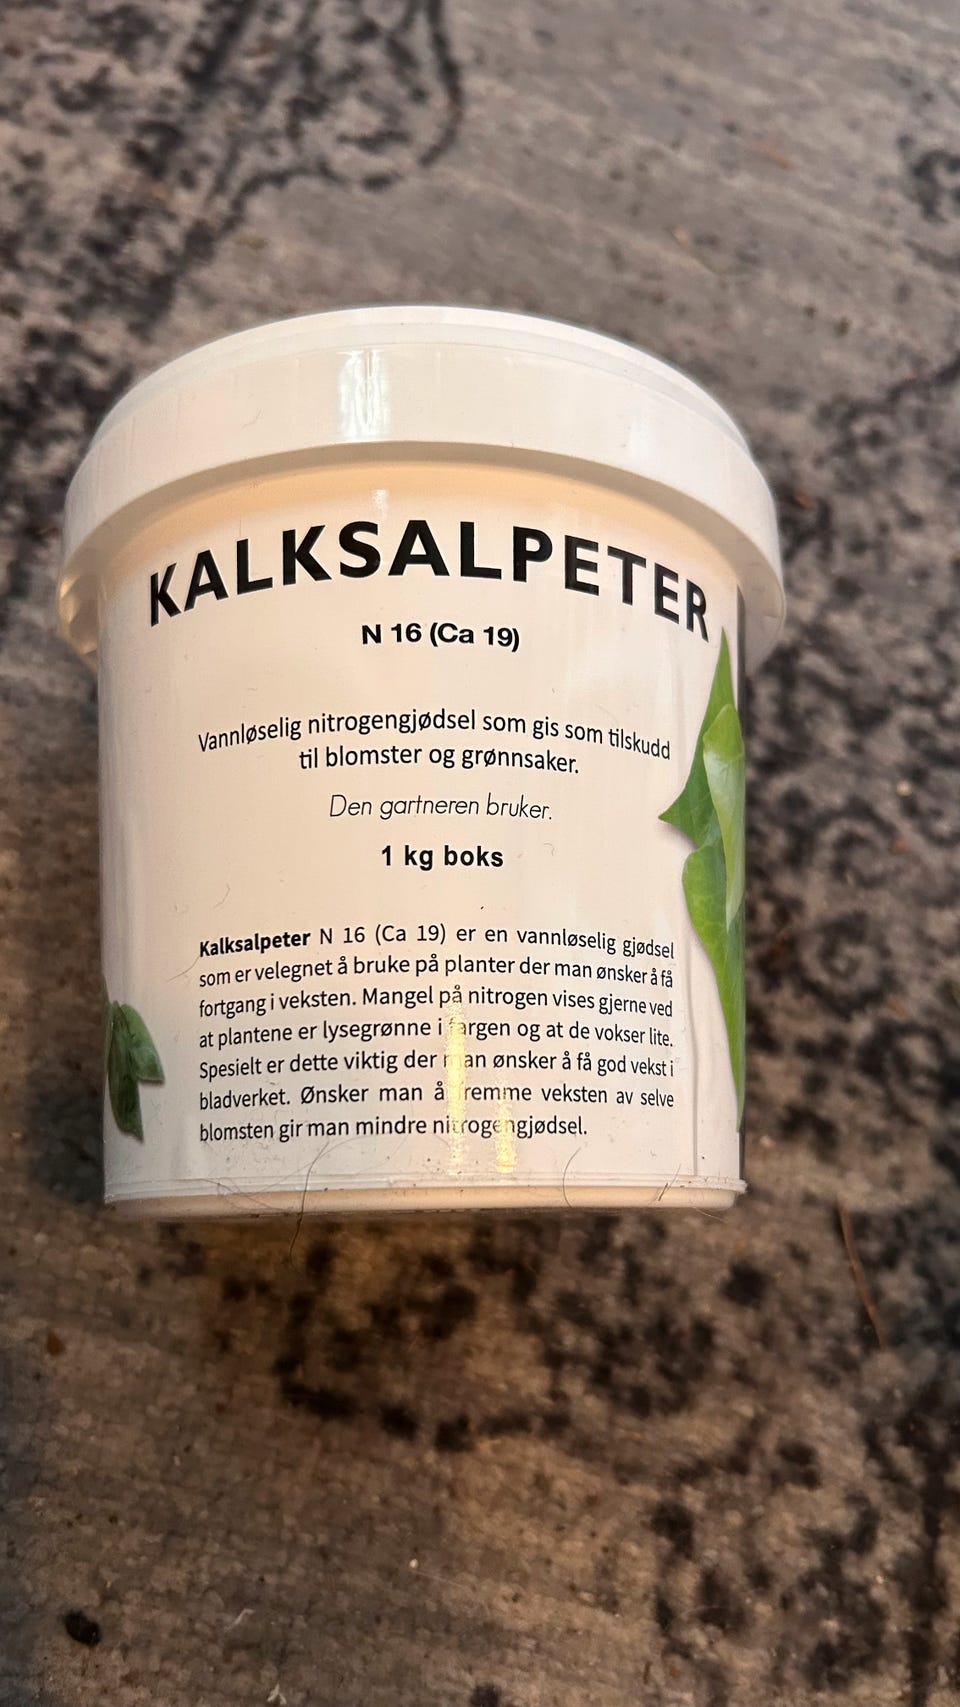 KALKSALPETER
N 16 (Ca 19)
Vannløselig nitrogengjødsel som gis som tilskudd
til blomster og grønnsaker.
Den gartneren bruker.
1 kg boks
Kalksalpeter N 16 (Ca 19) er en vannløselig gjødsel
som er velegnet å bruke på planter der man ønsker å få
fortgang i veksten. Mangel på nitrogen vises gjerne ved
at plantene er lysegrønne i fargen og at de vokser lite.
Spesielt er dette viktig der man ønsker å få god vekst i
bladverket. Ønsker man å fremme veksten av selve
blomsten gir man mindre nitrogengjødsel.